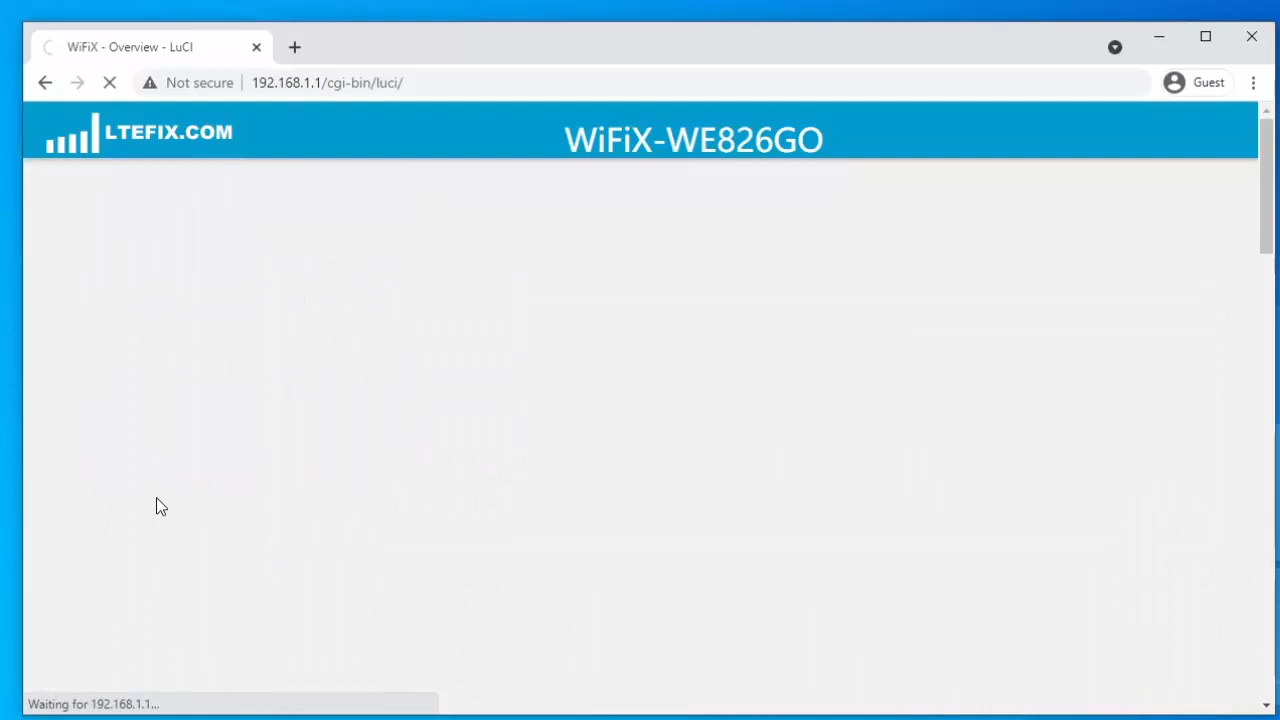 WiFiX - Overview - LuCI
Not secure
192.168.1.1/cgi-bin/luci/
Guest
LTEFIX.COM
WiFiX-WE826GO
Waiting for 192.168.1.1...